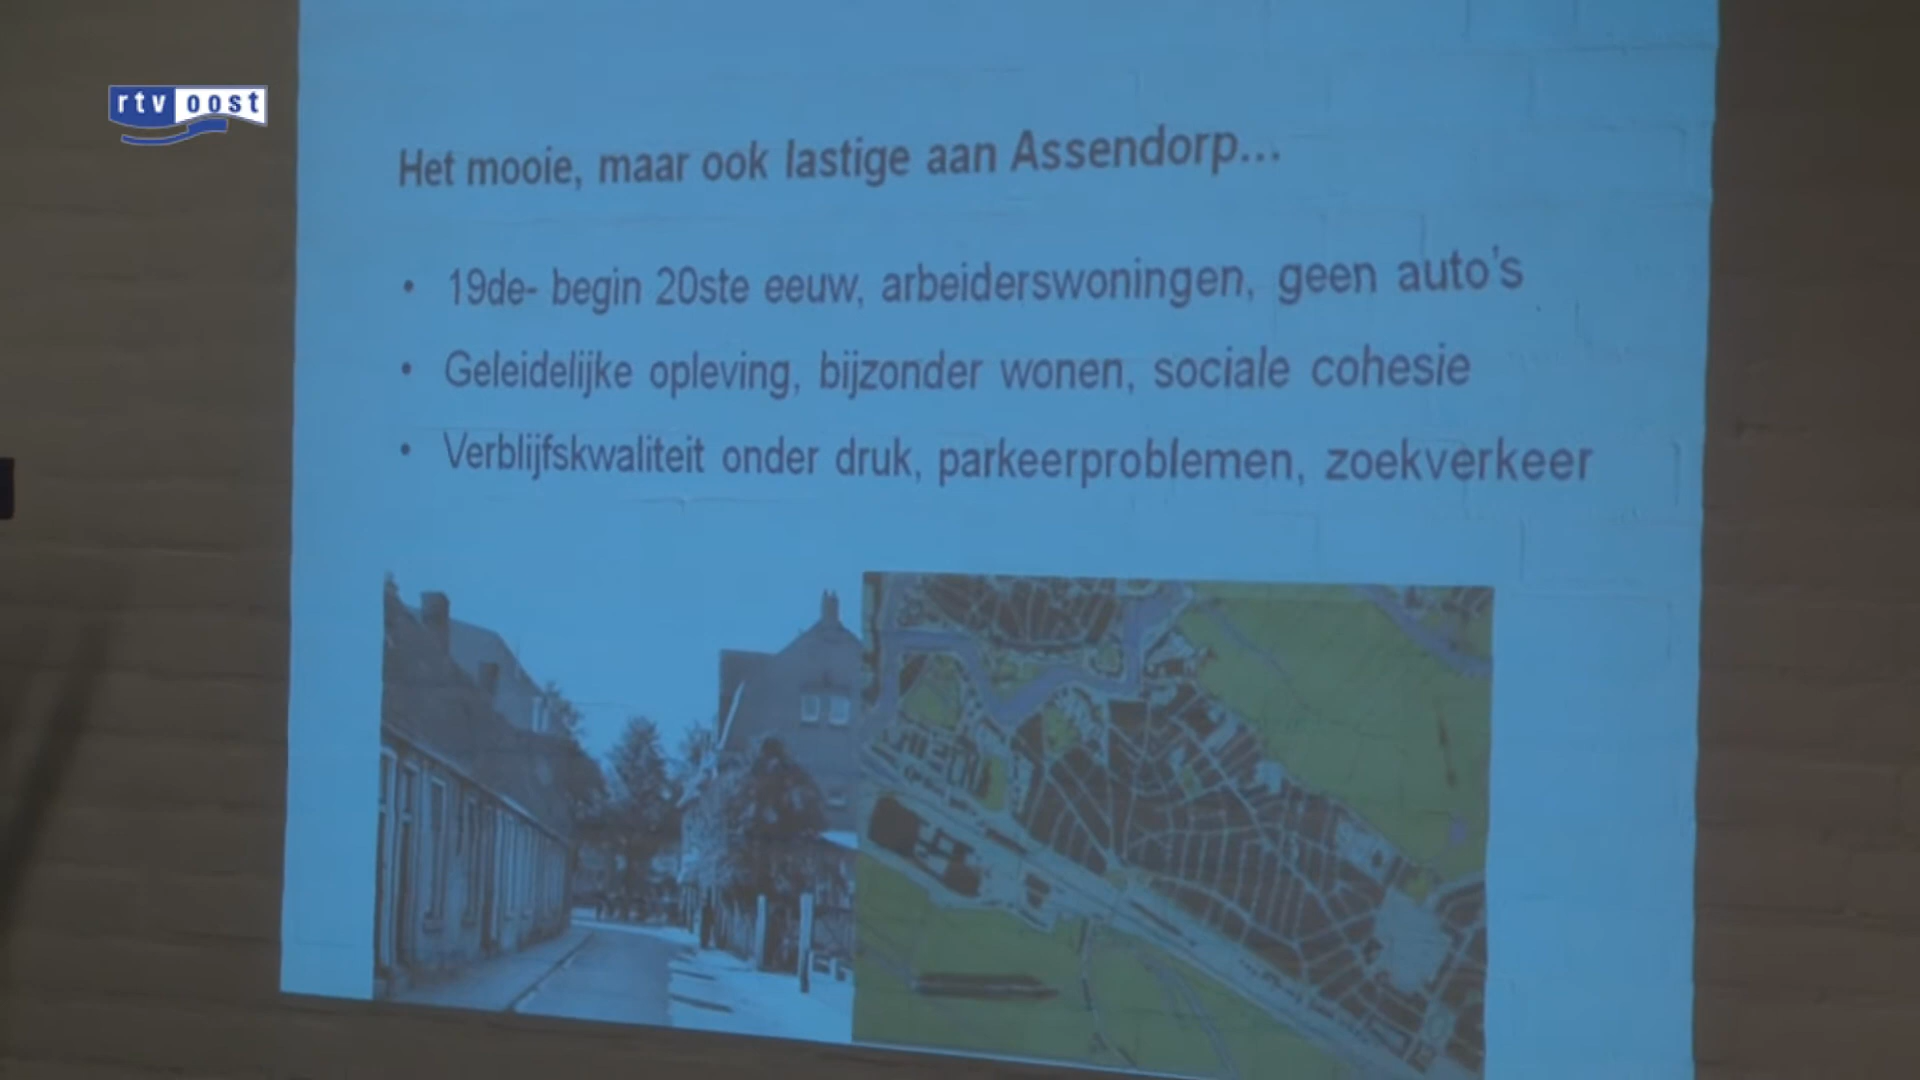 rtv oost
Het mooie, maar ook lastige aan Assendorp...
• 19de- begin 20ste eeuw, arbeiderswoningen, geen auto's
• Geleidelijke opleving, bijzonder wonen, sociale cohesie
• Verblijfskwaliteit onder druk, parkeerproblemen, zoekverkeer